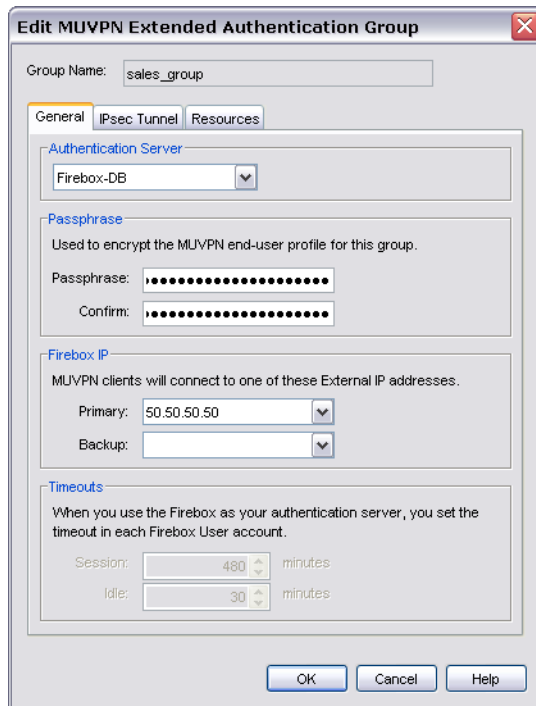 Edit MUVPN Extended Authentication Group
Group Name: sales_group
General IPsec Tunnel Resources
Authentication Server
Firebox-DB
Passphrase
Used to encrypt the MUVPN end-user profile for this group.
Passphrase:
Confirm:
Firebox IP
MUVPN clients will connect to one of these External IP addresses.
Primary: 50.50.50.50
Backup:
Timeouts
When you use the Firebox as your authentication server, you set the
timeout in each Firebox User account.
Session: 480 minutes
Idle: 30 minutes
OK Cancel Help